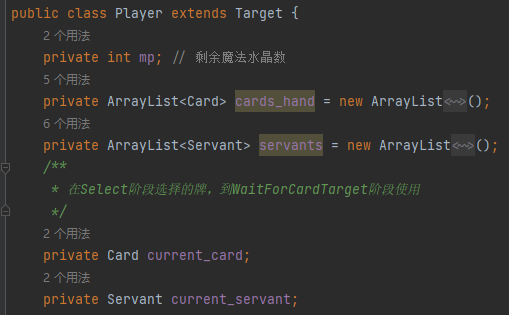 public class Player extends Target {
2 个用法
private int mp; // 剩余魔法水晶数
5 个用法
private ArrayList<Card> cards_hand = new ArrayList<~>();
6 个用法
private ArrayList<Servant> servants = new ArrayList<~>();
/**
* 在Select阶段选择的牌，到WaitForCardTarget阶段使用
*/
2 个用法
private Card current_card;
2 个用法
private Servant current_servant;